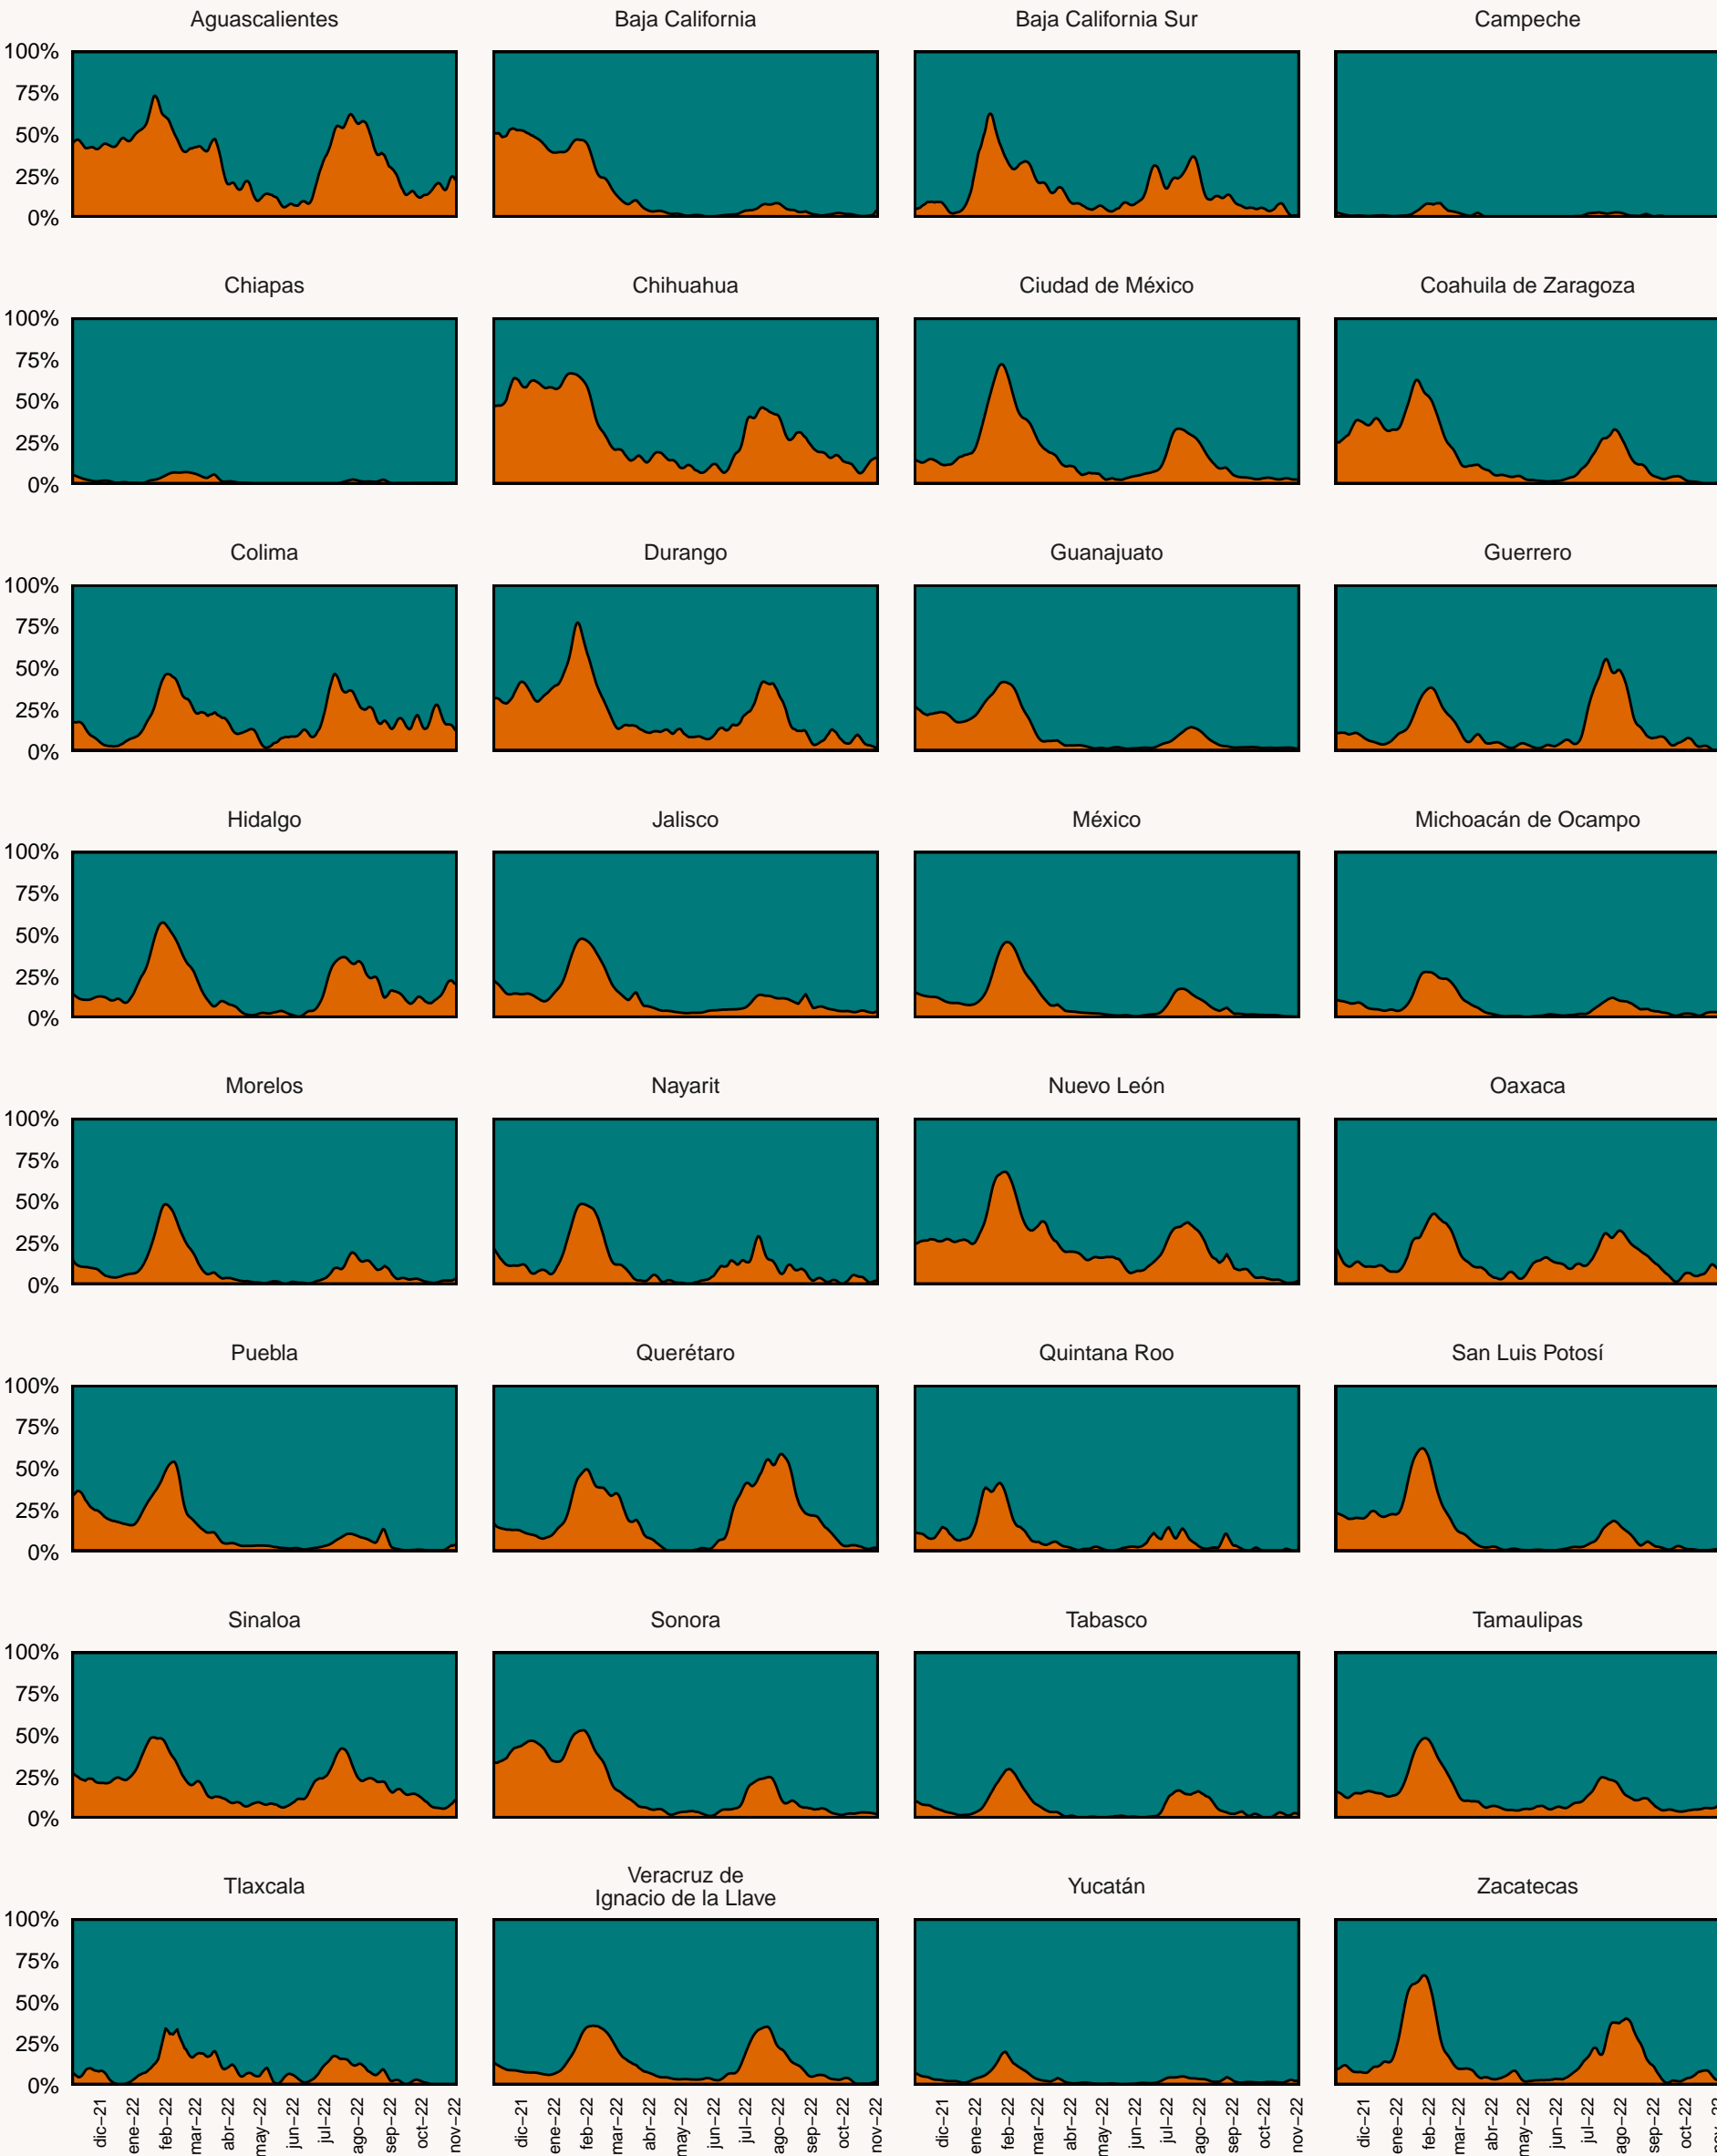 Aguascalientes
Baja California
Baja California Sur
Campeche
100%
75%
50%
25%
0%
Chiapas
Chihuahua
Ciudad de México
Coahuila de Zaragoza
100%
75%
50%
25%
0%
Colima
Durango
Guanajuato
Guerrero
100%
75%
50%
25%
0%
Hidalgo
Jalisco
México
Michoacán de Ocampo
100%
75%
50%
25%
0%
Morelos
Nayarit
Nuevo León
Oaxaca
100%
75%
50%
25%
0%
Puebla
Querétaro
Quintana Roo
San Luis Potosí
100%
75%
50%
25%
0%
Sinaloa
Sonora
Tabasco
Tamaulipas
100%
75%
50%
25%
0%
Tlaxcala
Veracruz de
Ignacio de la Llave
Yucatán
Zacatecas
100%
75%
50%
25%
0%
dic−21
ene−22
feb−22
mar−22
abr−22
may−22
jun−22
jul−22
ago−22
sep−22
oct−22
nov−22
dic−21
ene−22
feb−22
mar−22
abr−22
may−22
jun−22
jul−22
ago−22
sep−22
oct−22
nov−22
dic−21
ene−22
feb−22
mar−22
abr−22
may−22
jun−22
jul−22
ago−22
sep−22
oct−22
nov−22
dic−21
ene−22
feb−22
mar−22
abr−22
may−22
jun−22
jul−22
ago−22
sep−22
oct−22